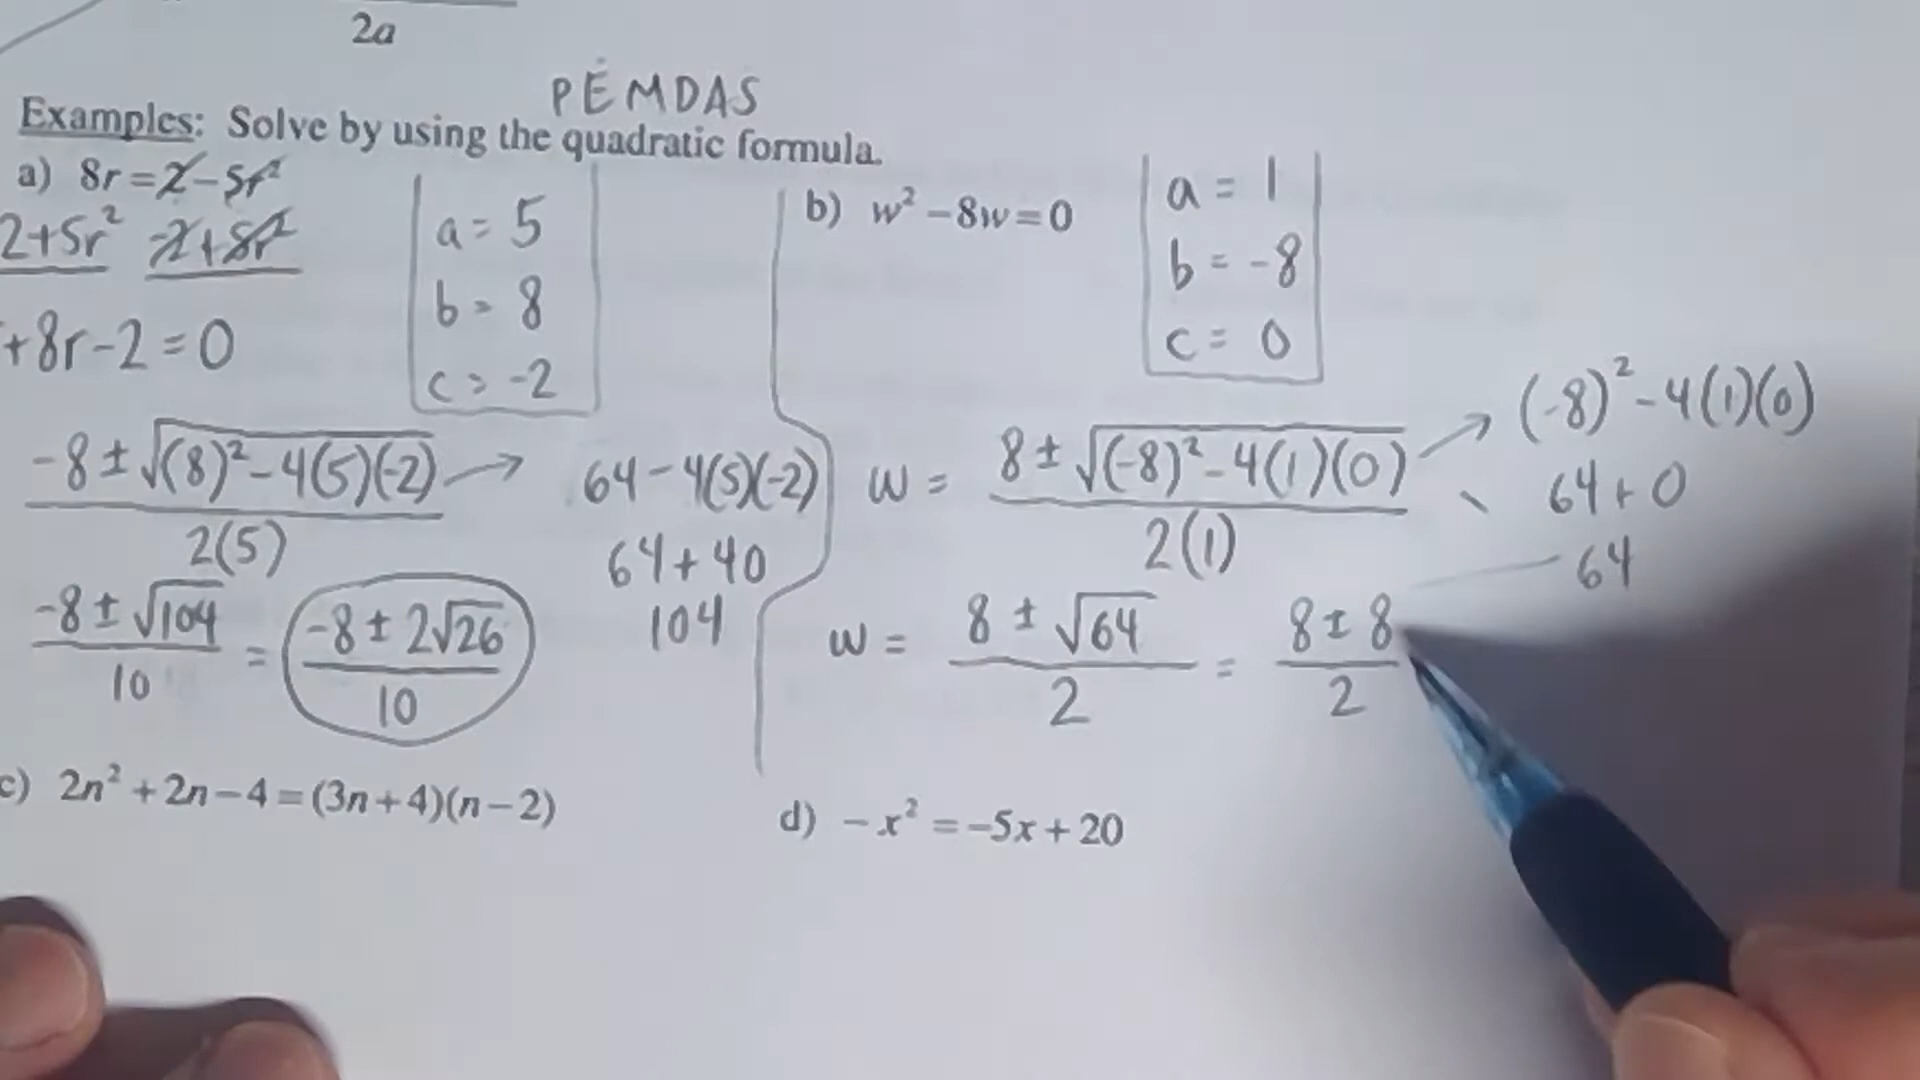 2a
PEMDAS
Examples: Solve by using the quadratic formula.
a) 8r = 2 - 5r²
2+5r² -2+5r²
+8r-2=0
a = 5
b = 8
c = -2
-8 ± √(8)² - 4(5)(-2)
2(5)
64 - 4(5)(-2)
64 + 40
104
-8 ± √104
10
=
-8 ± 2√26
10
b) w² - 8w = 0
a = 1
b = -8
c = 0
w = 8 ± √(-8)² - 4(1)(0)
2(1)
(-8)² - 4(1)(0)
64 + 0
64
w = 8 ± √64
2
= 8 ± 8
2
c) 2n² + 2n - 4 = (3n + 4)(n - 2)
d) -x² = -5x + 20